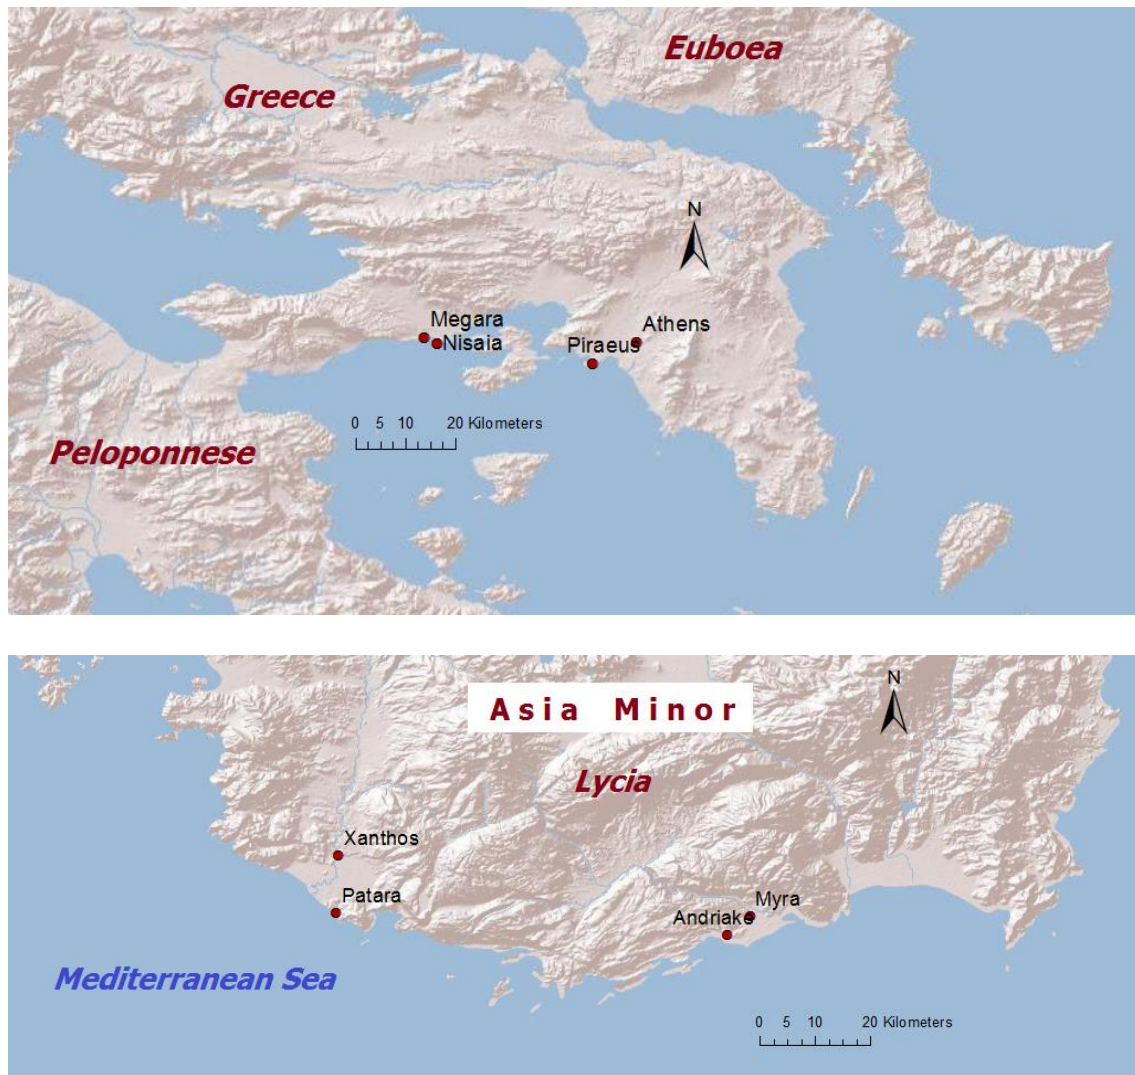 Euboea
Greece
N
Megara
Nisaia
Athens
Piraeus
0 5 10 20 Kilometers
Peloponnese
N
Asia Minor
Lycia
Xanthos
Patara
Myra
Andriake
Mediterranean Sea
0 5 10 20 Kilometers